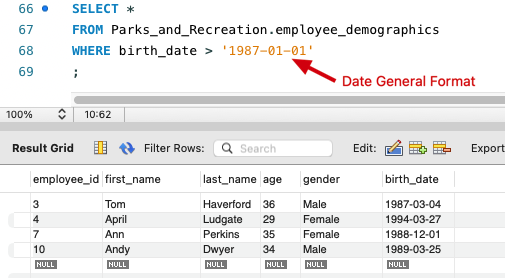 66 SELECT *
67 FROM Parks_and_Recreation.employee_demographics
68 WHERE birth_date > '1987-01-01'
69 ;
Date General Format
100% 10:62
Result Grid Filter Rows: Search Edit: Export
employee_id first_name last_name age gender birth_date
3 Tom Haverford 36 Male 1987-03-04
4 April Ludgate 29 Female 1994-03-27
7 Ann Perkins 35 Female 1988-12-01
10 Andy Dwyer 34 Male 1989-03-25
NULL NULL NULL NULL NULL NULL